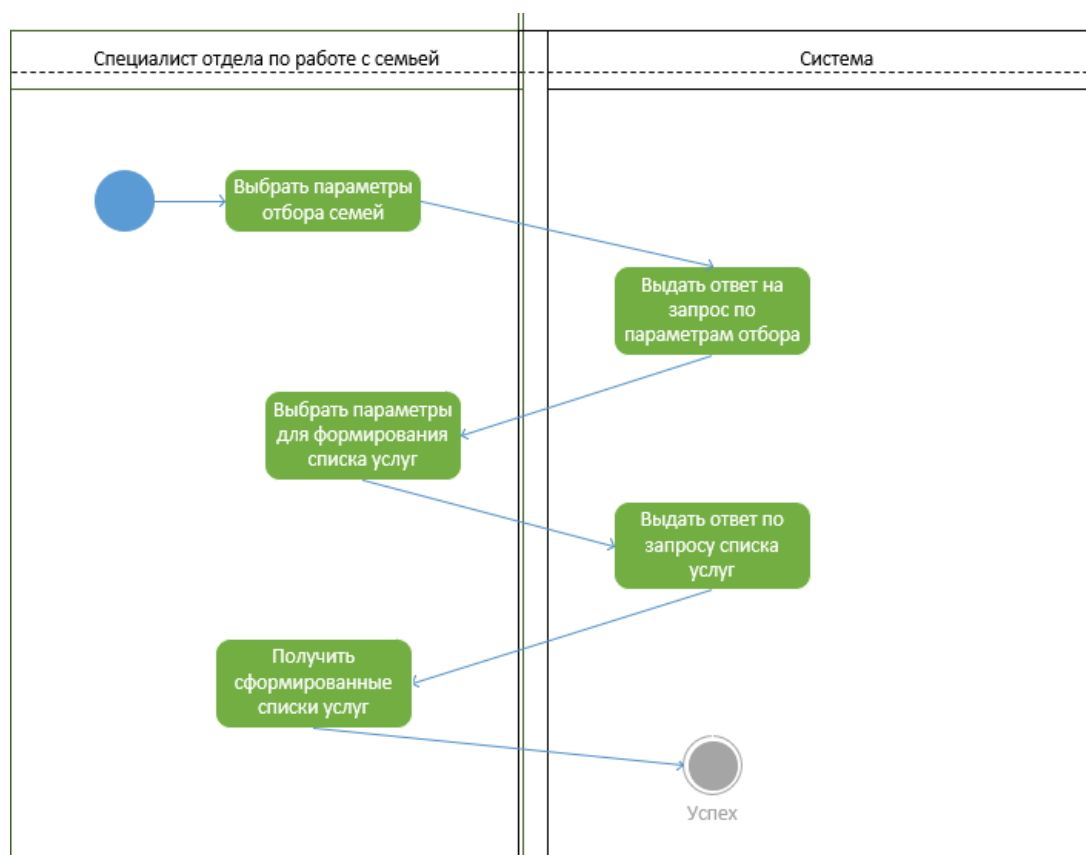 Специалист отдела по работе с семьей
Система
Выбрать параметры
отбора семей
Выдать ответ на
запрос по
параметрам отбора
Выбрать параметры
для формирования
списка услуг
Выдать ответ по
запросу списка
услуг
Получить
сформированные
списки услуг
Успех